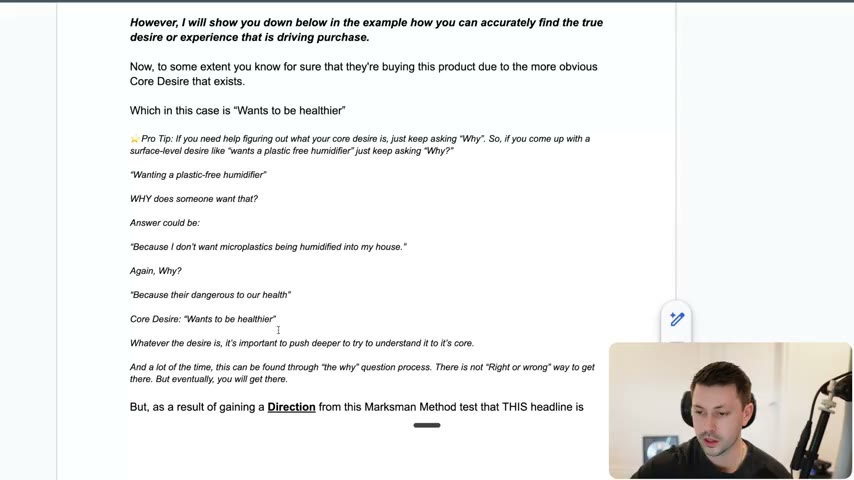 However, I will show you down below in the example how you can accurately find the true
desire or experience that is driving purchase.
Now, to some extent you know for sure that they're buying this product due to the more obvious
Core Desire that exists.
Which in this case is “Wants to be healthier”
⭐ Pro Tip: If you need help figuring out what your core desire is, just keep asking “Why”. So, if you come up with a
surface-level desire like “wants a plastic free humidifier” just keep asking “Why?”
“Wanting a plastic-free humidifier”
WHY does someone want that?
Answer could be:
“Because I don’t want microplastics being humidified into my house.”
Again, Why?
“Because their dangerous to our health”
Core Desire: “Wants to be healthier”
Whatever the desire is, it’s important to push deeper to try to understand it to it’s core.
And a lot of the time, this can be found through “the why” question process. There is not “Right or wrong” way to get
there. But eventually, you will get there.
But, as a result of gaining a Direction from this Marksman Method test that THIS headline is